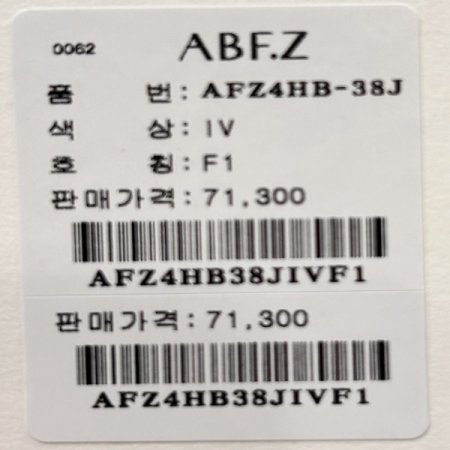 0062 ABF.Z
품 번: AFZ4HB-38J
색 상: IV
호 칭: F1
판매가격: 71,300
AFZ4HB38JIVF1
판매가격: 71,300
AFZ4HB38JIVF1